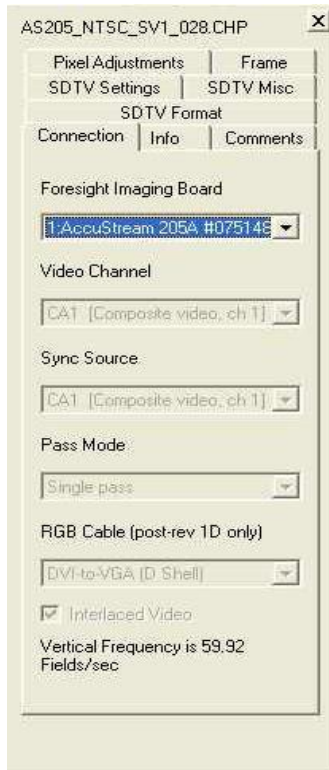 AS205_NTSC_SV1_028.CHP
Pixel Adjustments
Frame
SDTV Settings
SDTV Misc
SDTV Format
Connection
Info
Comments
Foresight Imaging Board
1:AccuStream 205A #075148
Video Channel
CA1 [Composite video, ch 1]
Sync Source
CA1 [Composite video, ch 1]
Pass Mode
Single pass
RGB Cable (post-rev 1D only)
DVI-to-VGA (D Shell)
Interlaced Video
Vertical Frequency is 59.92
Fields/sec